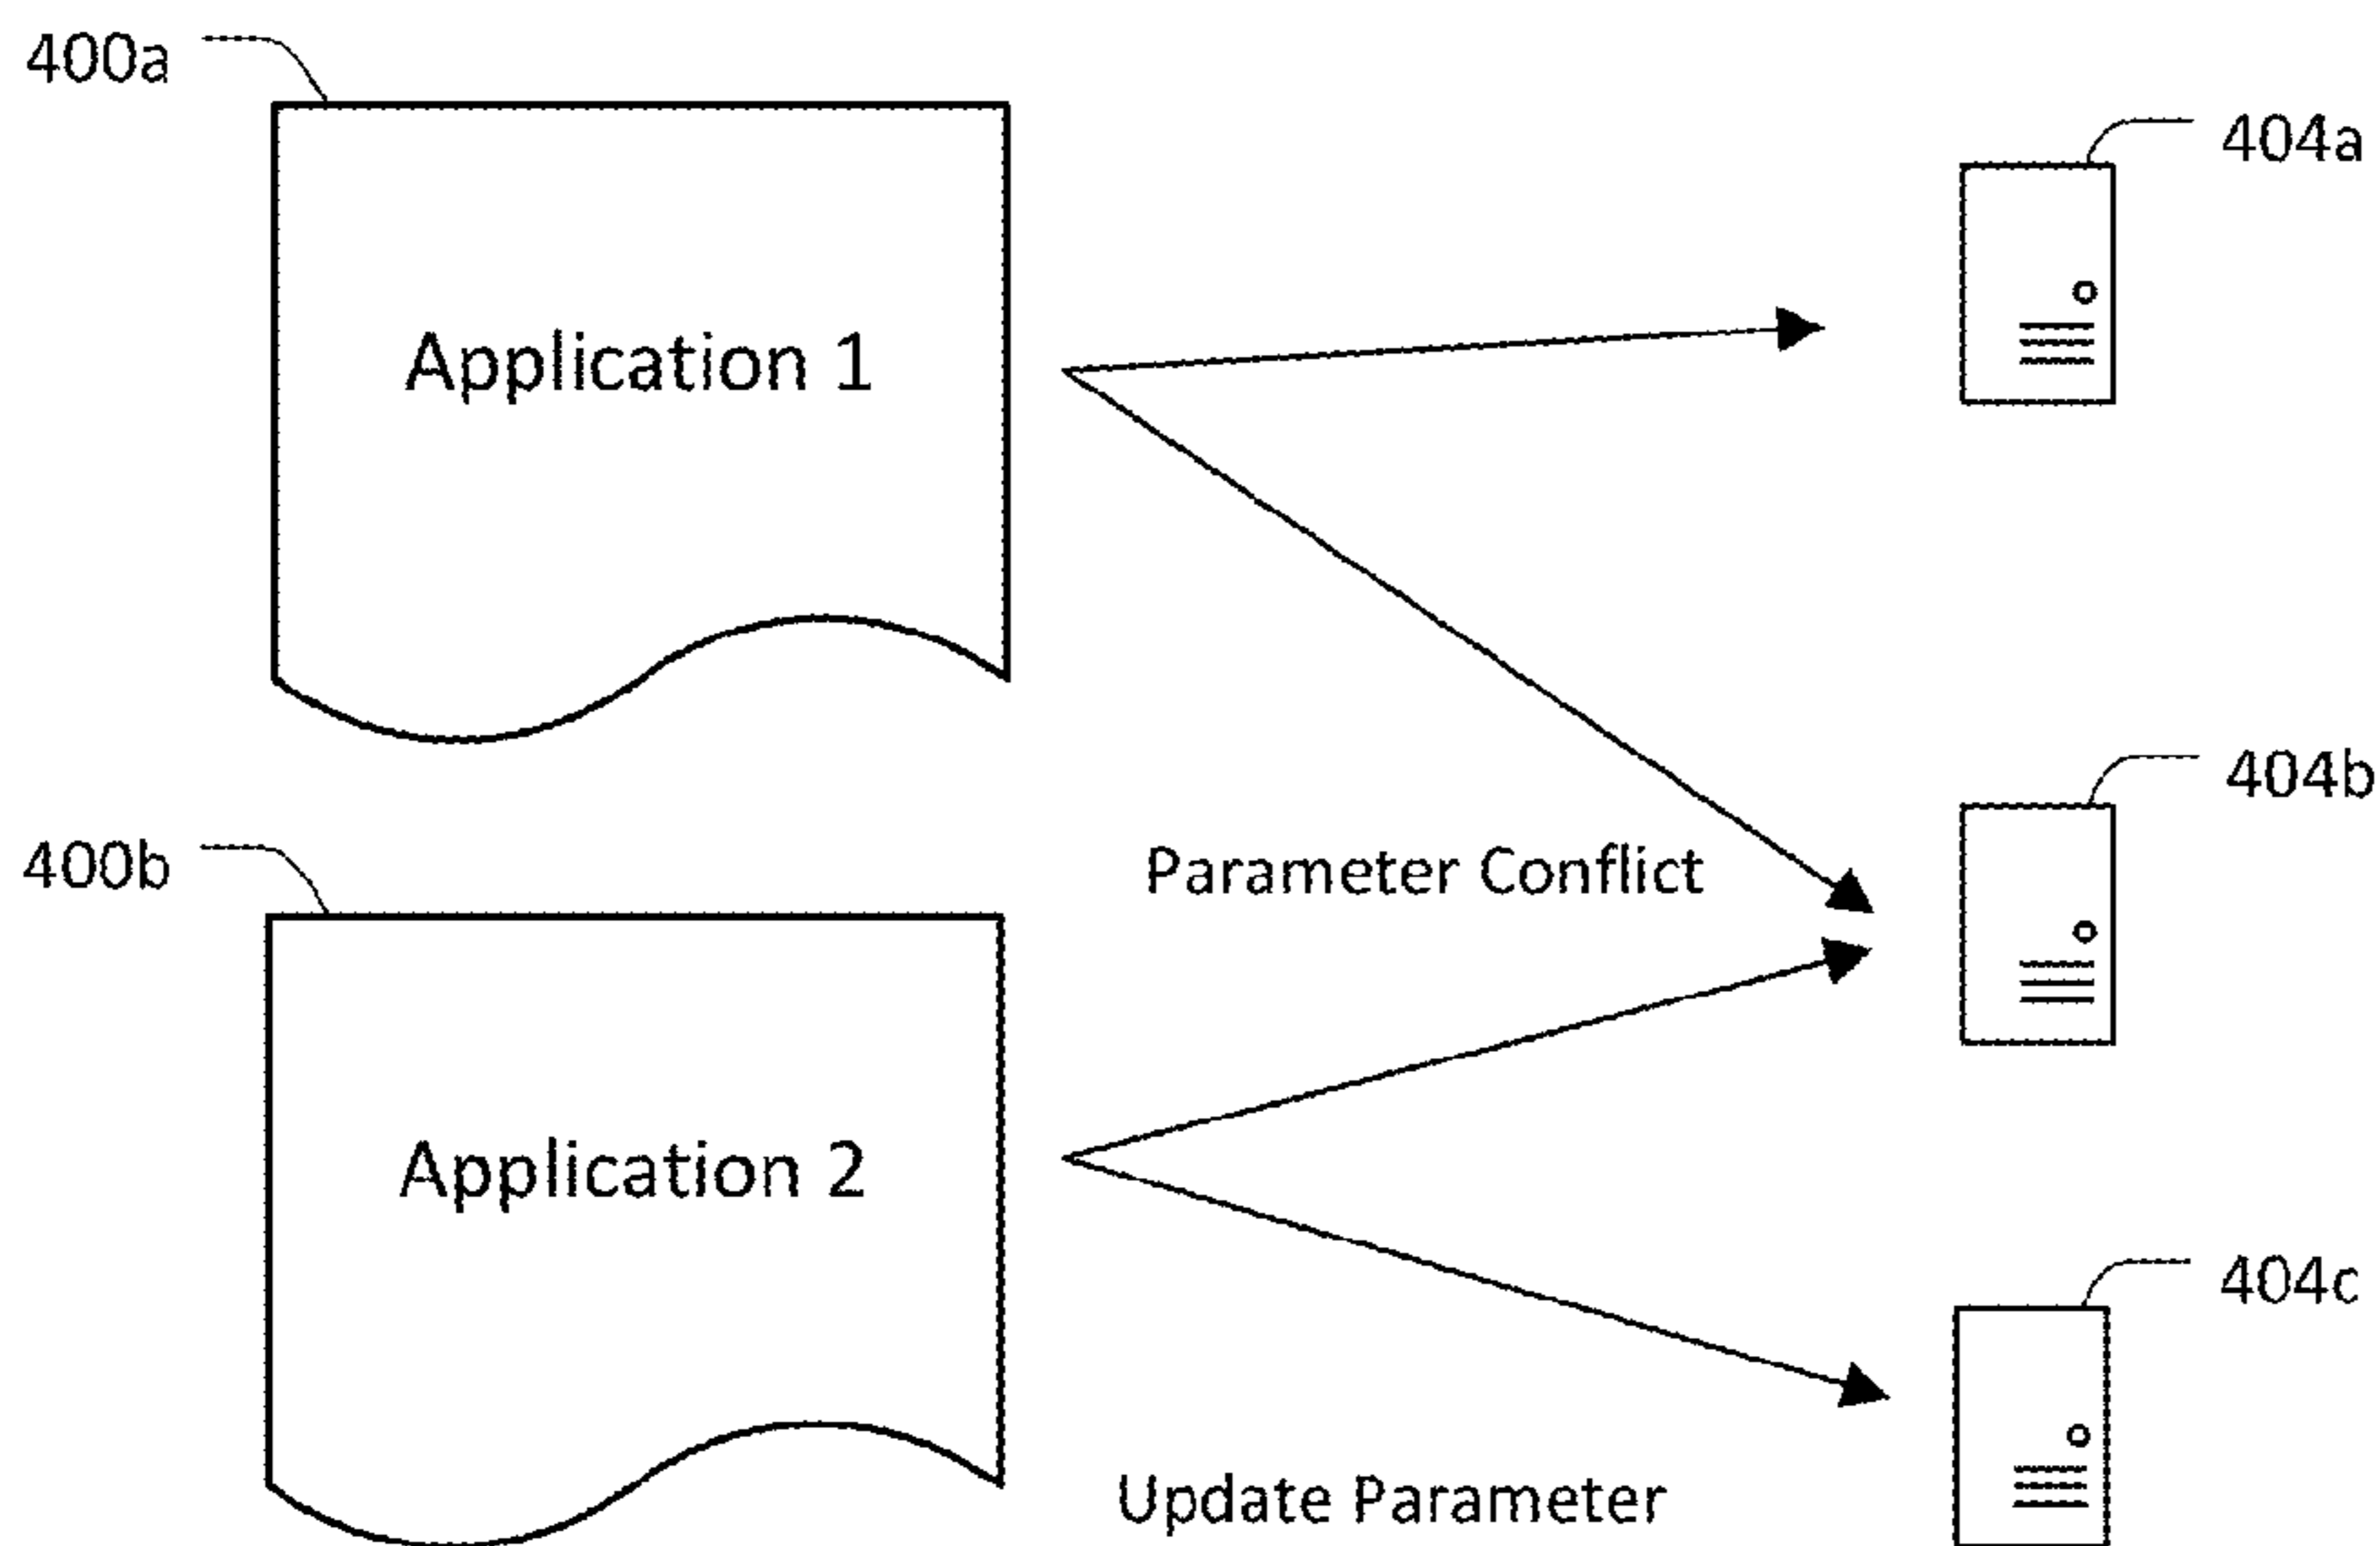 400a
404a
Application 1
404b
Parameter Conflict
400b
Application 2
404c
Update Parameter